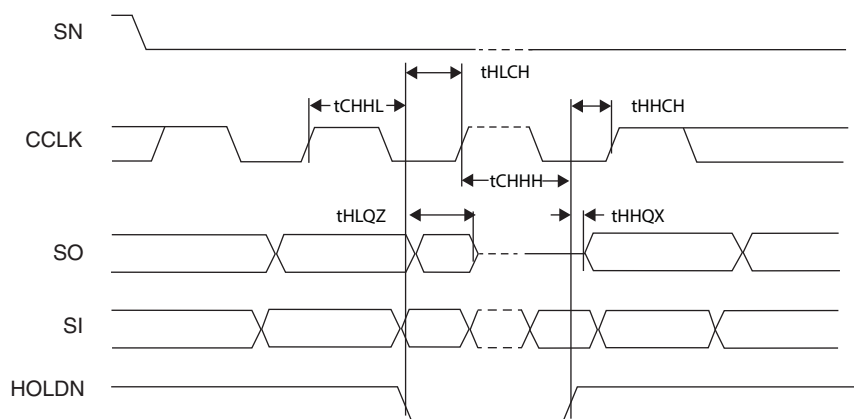 SN
tHLCH
tCHHL
tHHCH
CCLK
tCHHH
tHLQZ
tHHQX
SO
SI
HOLDN